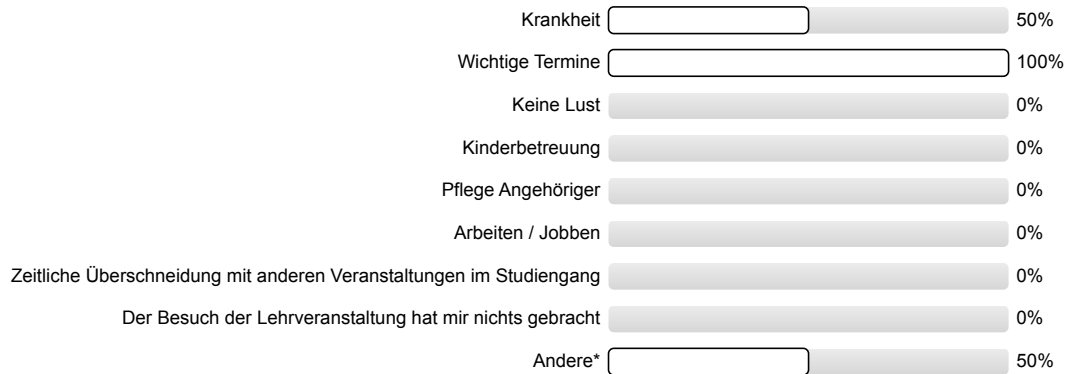 Krankheit 50%
Wichtige Termine 100%
Keine Lust 0%
Kinderbetreuung 0%
Pflege Angehöriger 0%
Arbeiten / Jobben 0%
Zeitliche Überschneidung mit anderen Veranstaltungen im Studiengang 0%
Der Besuch der Lehrveranstaltung hat mir nichts gebracht 0%
Andere* 50%